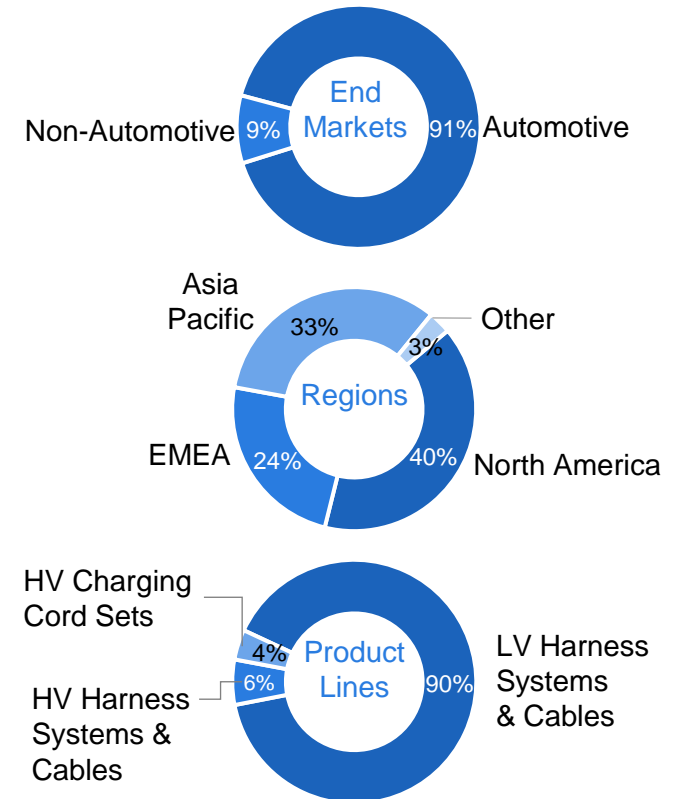 End
Markets
Non-Automotive
9%
91%
Automotive
Asia
Pacific
33%
Other
3%
Regions
EMEA
24%
40%
North America
HV Charging
Cord Sets
4%
Product
Lines
LV Harness
Systems
& Cables
90%
6%
HV Harness
Systems &
Cables